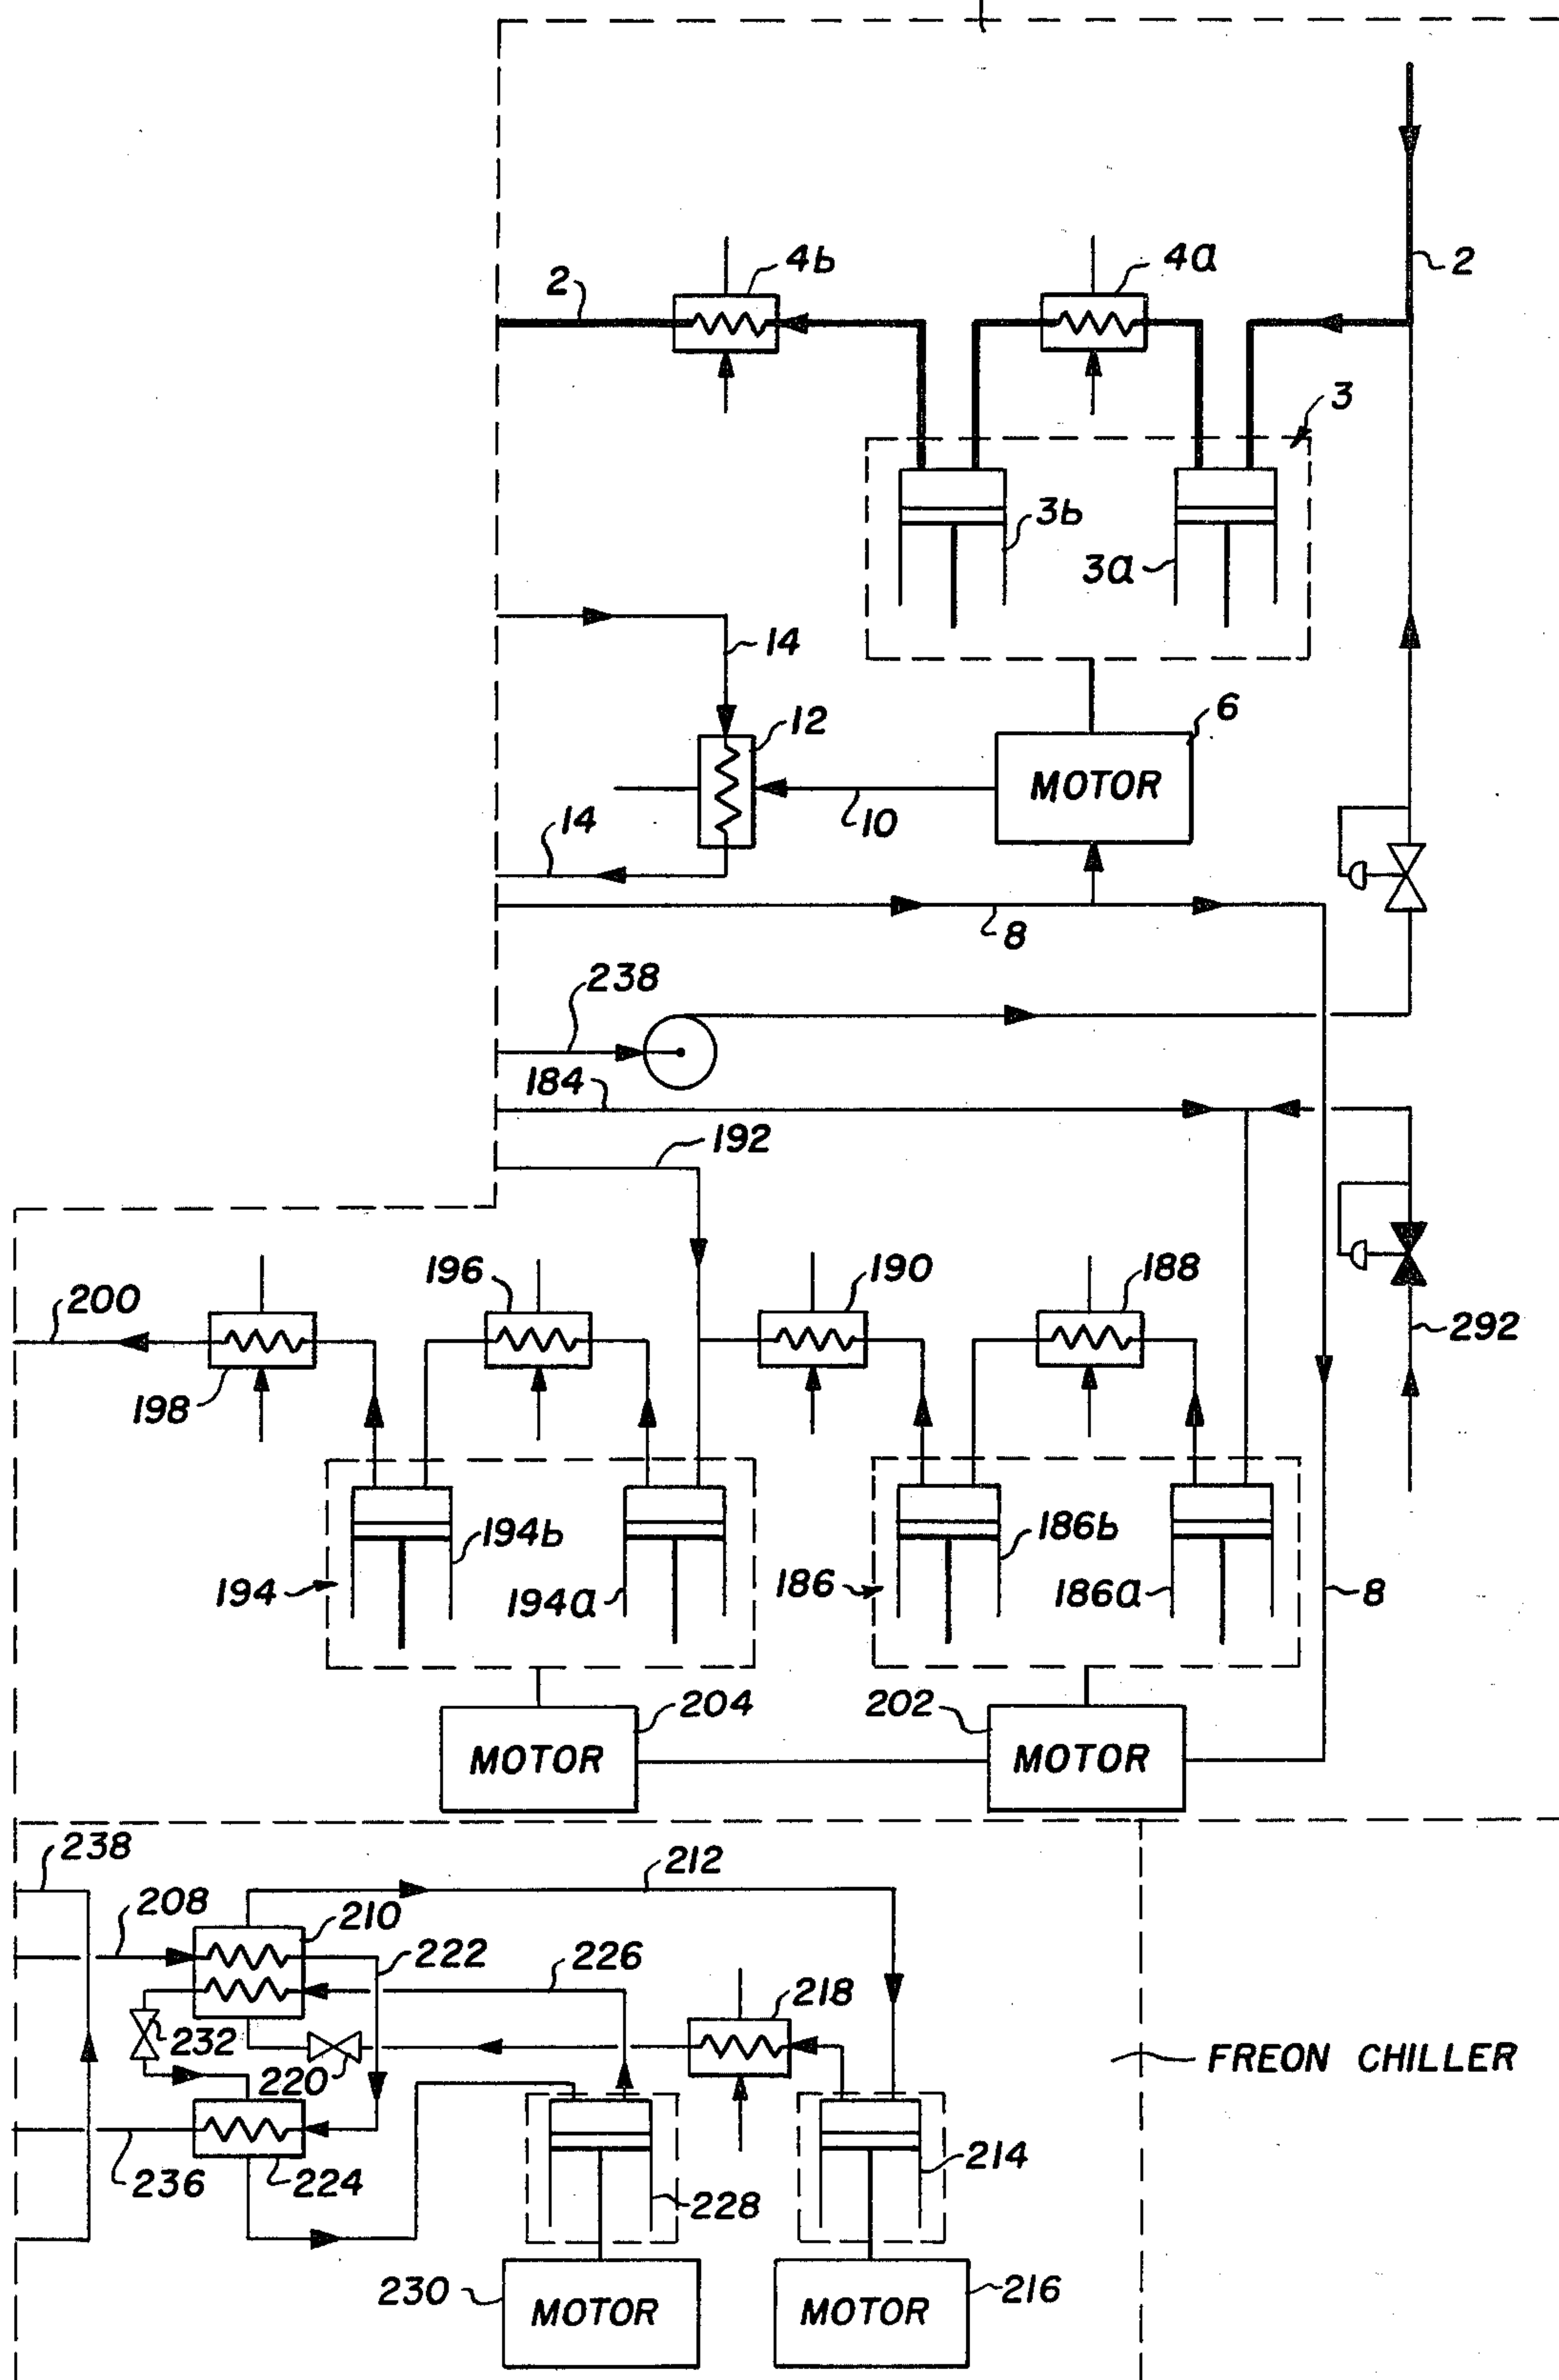 4b
4a
2
2
3
3b
3a
14
6
12
MOTOR
14
10
8
238
184
192
196
190
188
200
292
198
194b
186b
194
194a
186
186a
8
204
202
MOTOR
MOTOR
238
212
208
210
222
226
218
232
220
FREON CHILLER
214
236
224
228
230
MOTOR
MOTOR
216